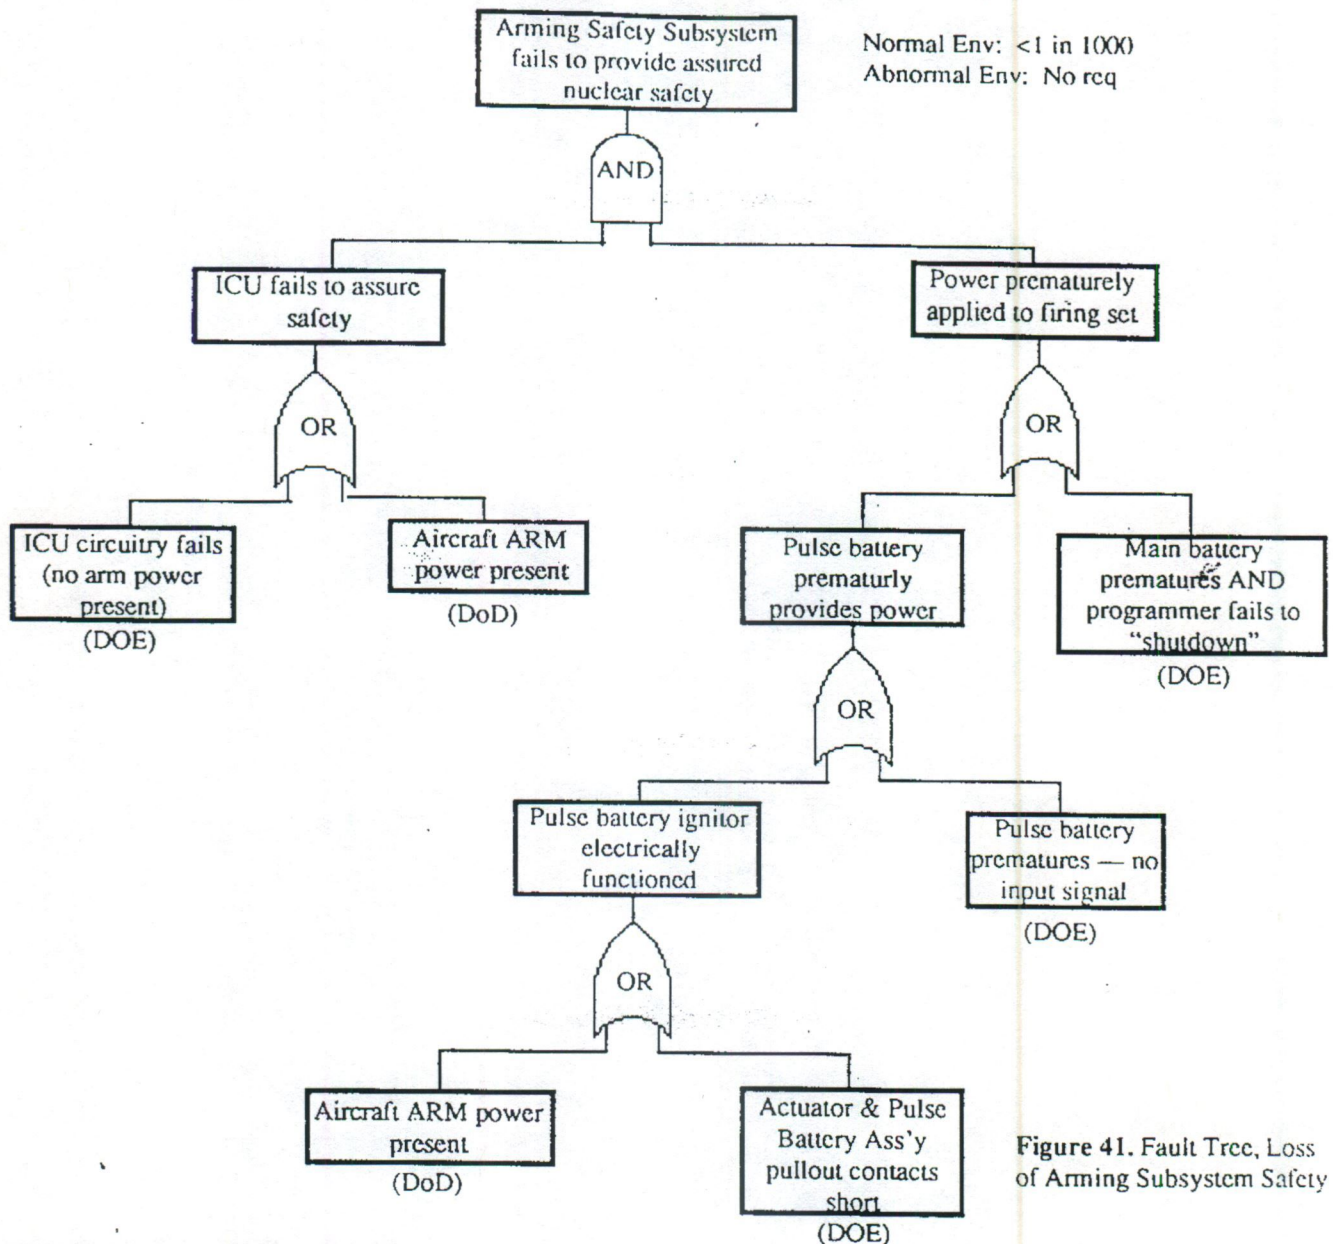 Arming Safety Subsystem
fails to provide assured
nuclear safety
Normal Env: <1 in 1000
Abnormal Env: No req
AND
ICU fails to assure
safety
Power prematurely
applied to firing set
OR
OR
ICU circuitry fails
(no arm power
present)
(DOE)
Aircraft ARM
power present
(DoD)
Pulse battery
prematurly
provides power
Main battery
prematures AND
programmer fails to
“shutdown”
(DOE)
OR
Pulse battery ignitor
electrically
functioned
Pulse battery
prematures — no
input signal
(DOE)
OR
Aircraft ARM power
present
(DoD)
Actuator & Pulse
Battery Ass'y
pullout contacts
short
(DOE)
Figure 41. Fault Tree, Loss
of Arming Subsystem Safety